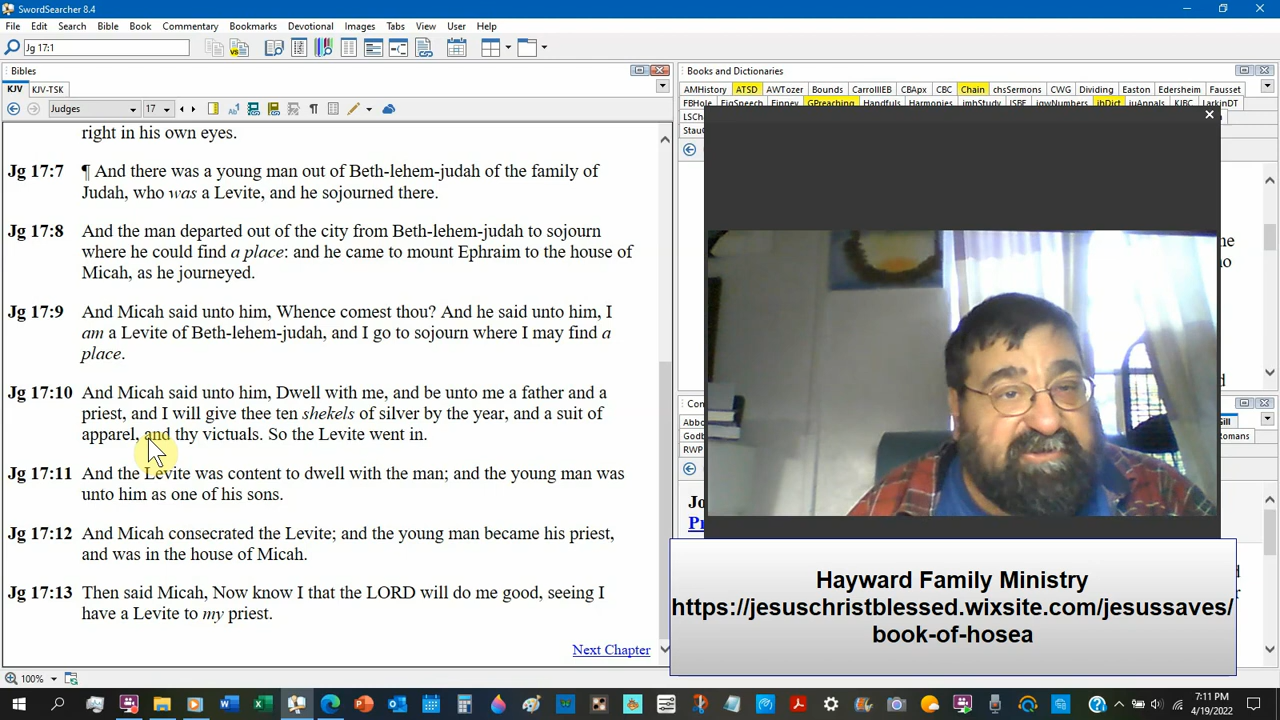 SwordSearcher 8.4
File Edit Search Bible Book Commentary Bookmarks Devotional Images Tabs View User Help
Jg 17:1
Bibles
KJV KJV-TSK
Judges 17
right in his own eyes.
Jg 17:7 ¶ And there was a young man out of Beth-lehem-judah of the family of
Judah, who was a Levite, and he sojourned there.
Jg 17:8 And the man departed out of the city from Beth-lehem-judah to sojourn
where he could find a place: and he came to mount Ephraim to the house of
Micah, as he journeyed.
Jg 17:9 And Micah said unto him, Whence comest thou? And he said unto him, I
am a Levite of Beth-lehem-judah, and I go to sojourn where I may find a
place.
Jg 17:10 And Micah said unto him, Dwell with me, and be unto me a father and a
priest, and I will give thee ten shekels of silver by the year, and a suit of
apparel, and thy victuals. So the Levite went in.
Jg 17:11 And the Levite was content to dwell with the man; and the young man was
unto him as one of his sons.
Jg 17:12 And Micah consecrated the Levite; and the young man became his priest,
and was in the house of Micah.
Jg 17:13 Then said Micah, Now know I that the LORD will do me good, seeing I
have a Levite to my priest.
Next Chapter
100%
Books and Dictionaries
AMHistory ATSD AWTozer Bounds CarrollIEB CBApx CBC Chain chsSermons CWG Dividing Easton Edersheim Fausset
Hayward Family Ministry
https://jesuschristblessed.wixsite.com/jesussaves/
book-of-hosea
7:11 PM
4/19/2022